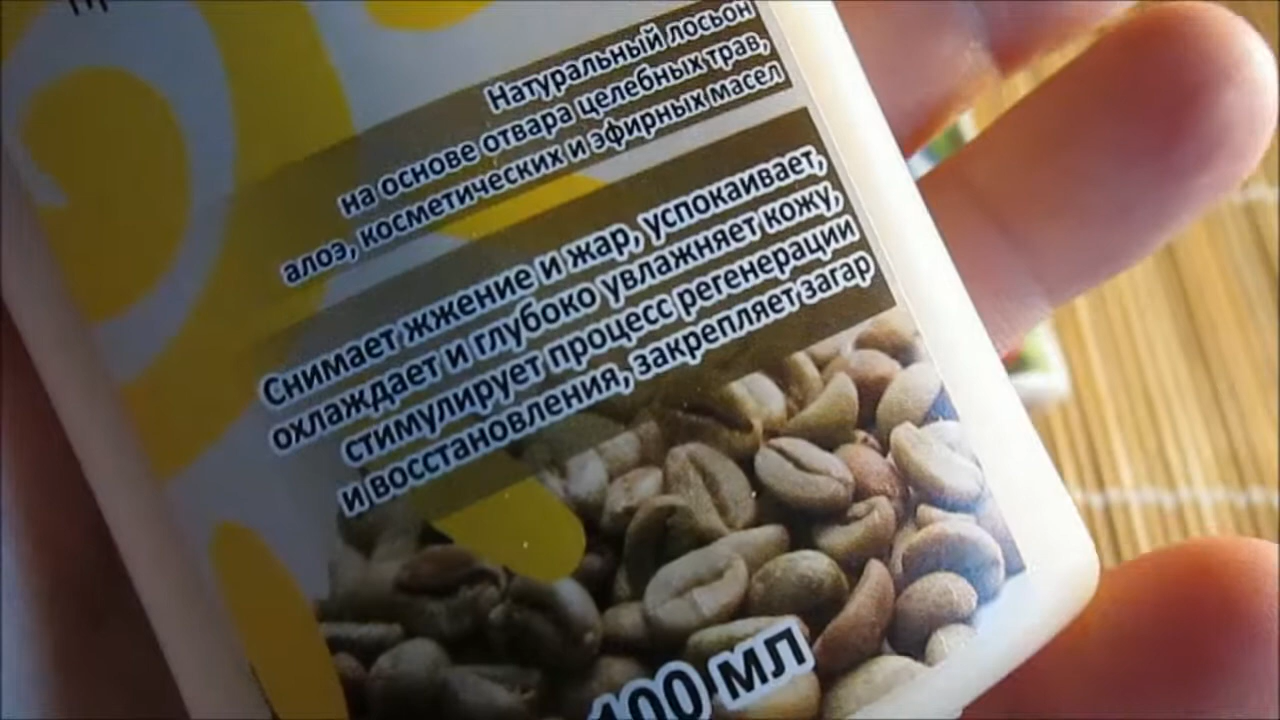 Натуральный лосьон
на основе отвара целебных трав,
алоэ, косметических и эфирных масел
Снимает жжение и жар, успокаивает,
охлаждает и глубоко увлажняет кожу,
стимулирует процесс регенерации
и восстановления, закрепляет загар
100 мл